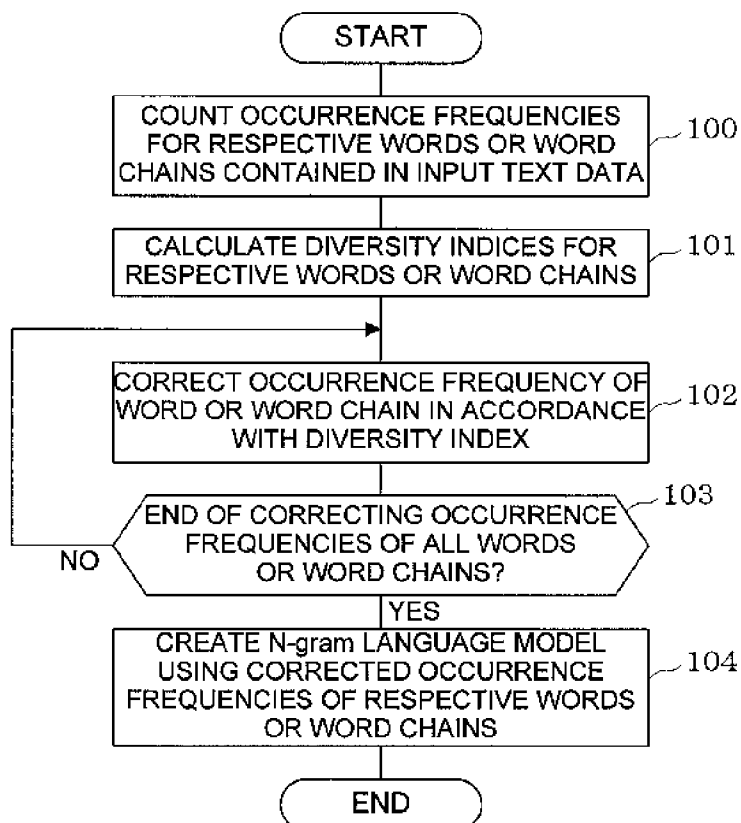 START
COUNT OCCURRENCE FREQUENCIES
FOR RESPECTIVE WORDS OR WORD
CHAINS CONTAINED IN INPUT TEXT DATA
100
CALCULATE DIVERSITY INDICES FOR
RESPECTIVE WORDS OR WORD CHAINS
101
CORRECT OCCURRENCE FREQUENCY OF
WORD OR WORD CHAIN IN ACCORDANCE
WITH DIVERSITY INDEX
102
END OF CORRECTING OCCURRENCE
FREQUENCIES OF ALL WORDS
OR WORD CHAINS?
103
NO
YES
CREATE N-gram LANGUAGE MODEL
USING CORRECTED OCCURRENCE
FREQUENCIES OF RESPECTIVE WORDS
OR WORD CHAINS
104
END